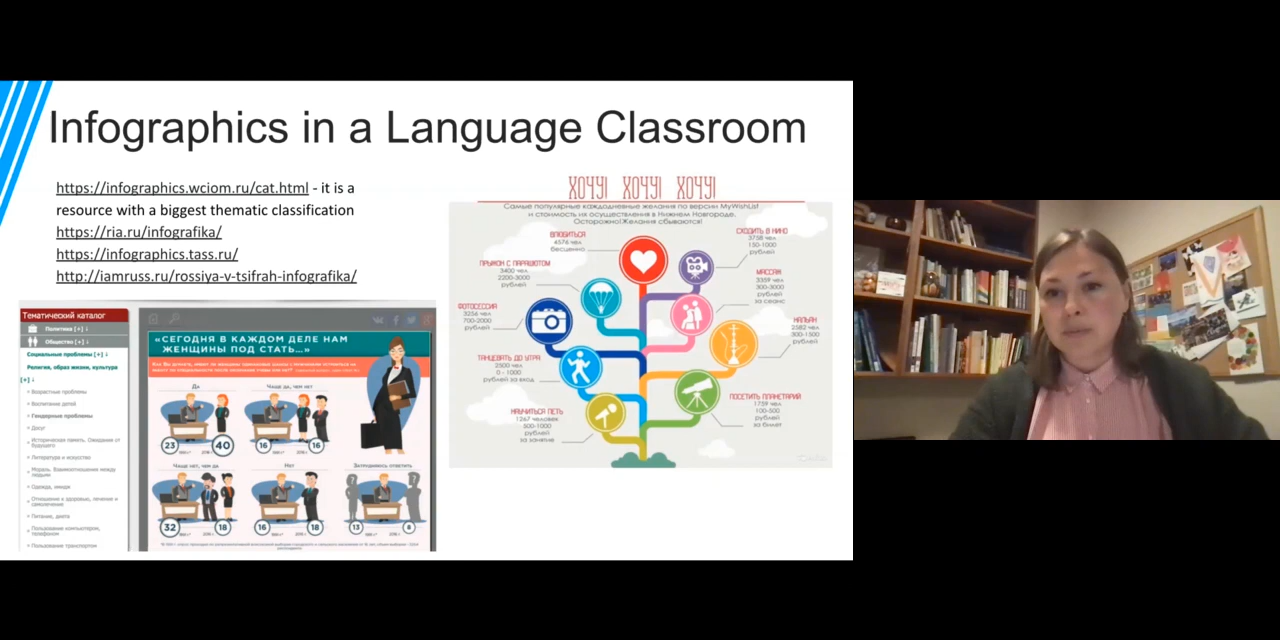 Infographics in a Language Classroom
https://infographics.wciom.ru/cat.html - it is a
resource with a biggest thematic classification
https://ria.ru/infografika/
https://infographics.tass.ru/
http://iamruss.ru/rossiya-v-tsifrah-infografika/
Тематический каталог
Политика [+] ↓
Общество [+] ↓
Социальные проблемы [+] ↓
Религия, образ жизни, культура
[+] ↓
Возрастные проблемы
Воспитание детей
Гендерные проблемы
Досуг
Историческая память. Ожидания от
будущего
Литература и искусство
Мораль. Взаимоотношения между
людьми
Одежда, имидж
Отношение к здоровью, лечение и
самолечение
Питание, диета
Пользование компьютером,
телефоном
Пользование транспортом
«СЕГОДНЯ В КАЖДОМ ДЕЛЕ НАМ
ЖЕНЩИНЫ ПОД СТАТЬ...»
Да
Чаще да, чем нет
23
40
16
16
Чаще нет, чем да
Нет
Затрудняюсь ответить
32
18
16
18
13
8
ХОЧУ! ХОЧУ! ХОЧУ!
Самые популярные каждодневные желания по версии MyWishList
и стоимость их осуществления в Нижнем Новгороде.
Осторожно! Желания сбываются!
ВЛЮБИТЬСЯ
4576 чел
бесценно
СХОДИТЬ В КИНО
3738 чел
150-1000
рублей
ПРЫЖОК С ПАРАШЮТОМ
3400 чел
2200-3000
рублей
МАССАЖ
3359 чел
300-3000
рублей
за сеанс
ФОТОСЕССИЯ
3256 чел
700-2000
рублей
КАЛЬЯН
2582 чел
300-1500
рублей
ТАНЦЕВАТЬ ДО УТРА
2500 чел
0 - 1000
рублей за вход
ПОСЕТИТЬ ПЛАНЕТАРИЙ
1759 чел
100-500
рублей
за билет
НАУЧИТЬСЯ ПЕТЬ
1267 человек
500-1000
рублей
за занятие